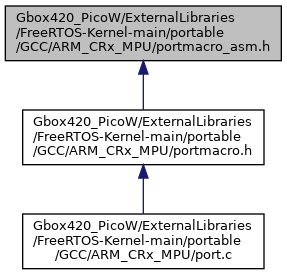 Gbox420_PicoW/ExternalLibraries
/FreeRTOS-Kernel-main/portable
/GCC/ARM_CRx_MPU/portmacro_asm.h
Gbox420_PicoW/ExternalLibraries
/FreeRTOS-Kernel-main/portable
/GCC/ARM_CRx_MPU/portmacro.h
Gbox420_PicoW/ExternalLibraries
/FreeRTOS-Kernel-main/portable
/GCC/ARM_CRx_MPU/port.c